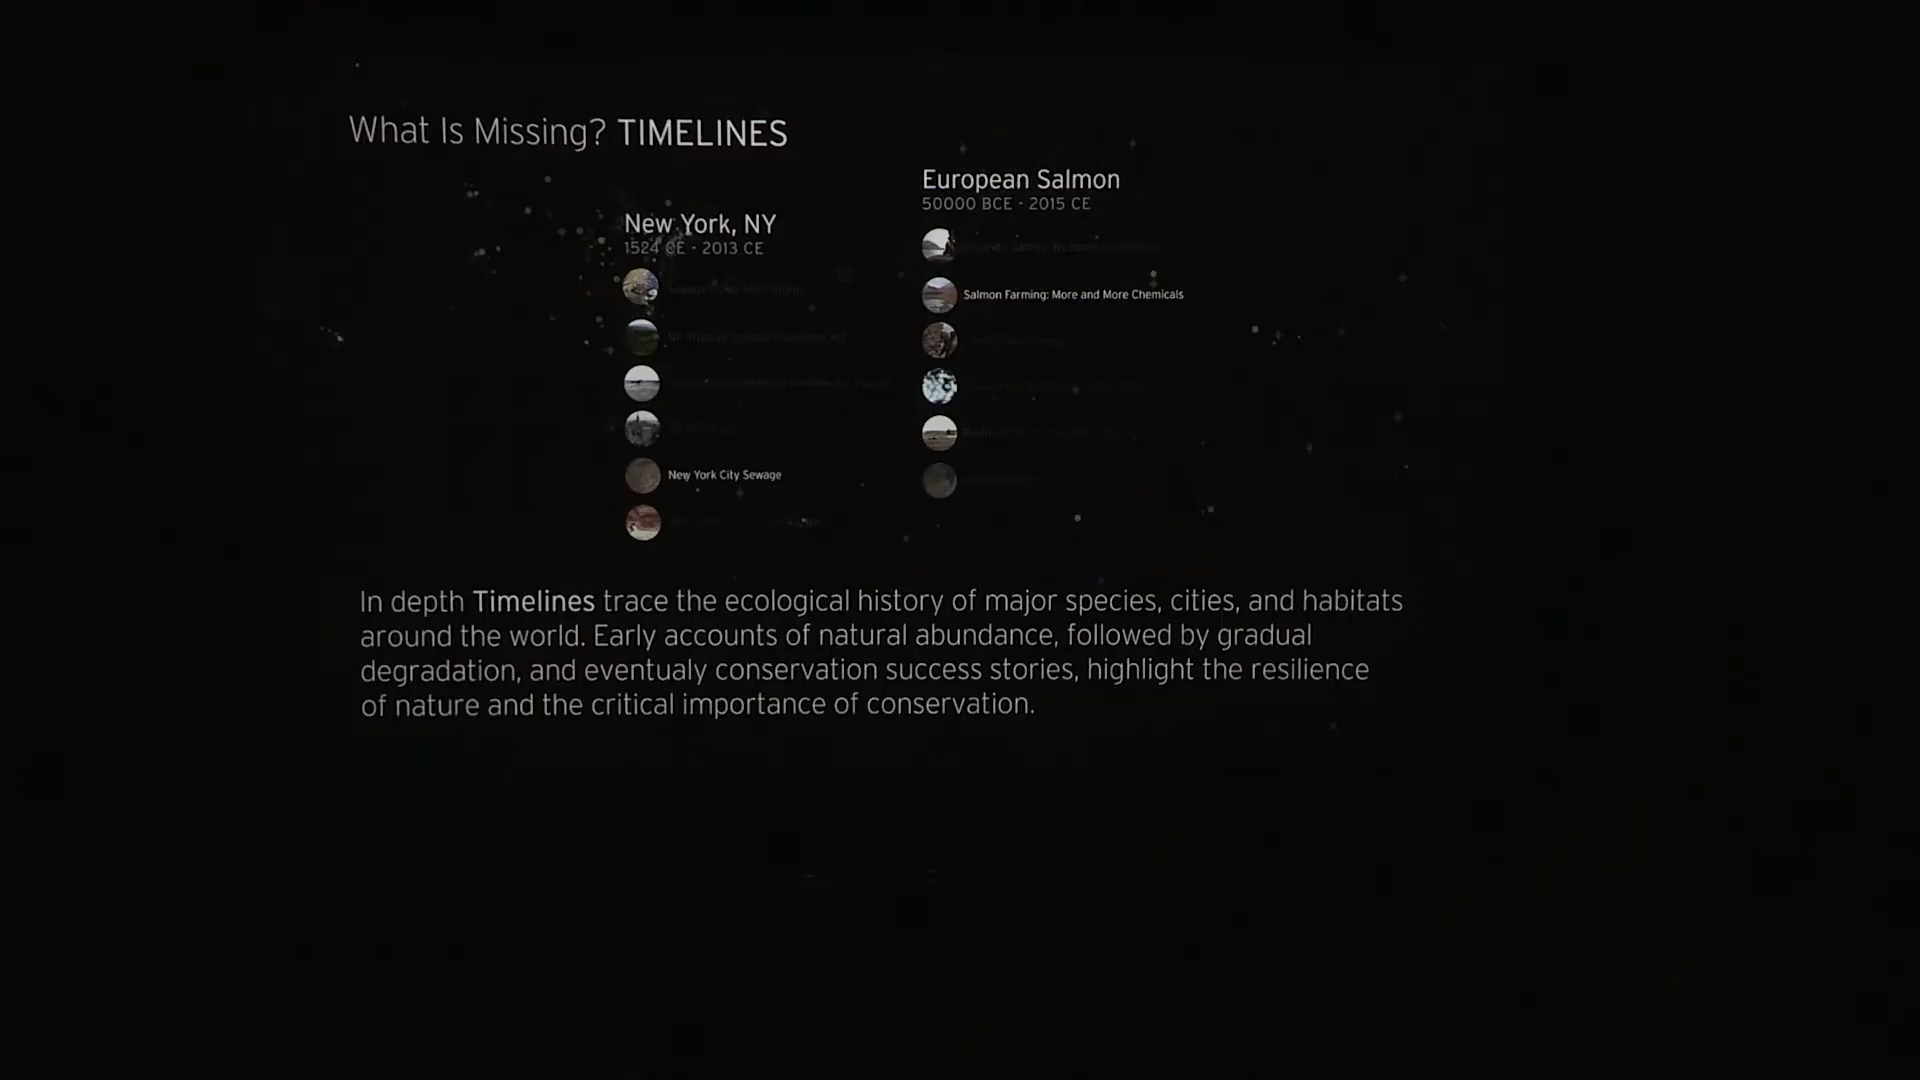 What Is Missing? TIMELINES
European Salmon
50000 BCE - 2015 CE
New York, NY
1524 CE - 2013 CE
Salmon Farming: More and More Chemicals
New York City Sewage
In depth Timelines trace the ecological history of major species, cities, and habitats
around the world. Early accounts of natural abundance, followed by gradual
degradation, and eventualy conservation success stories, highlight the resilience
of nature and the critical importance of conservation.